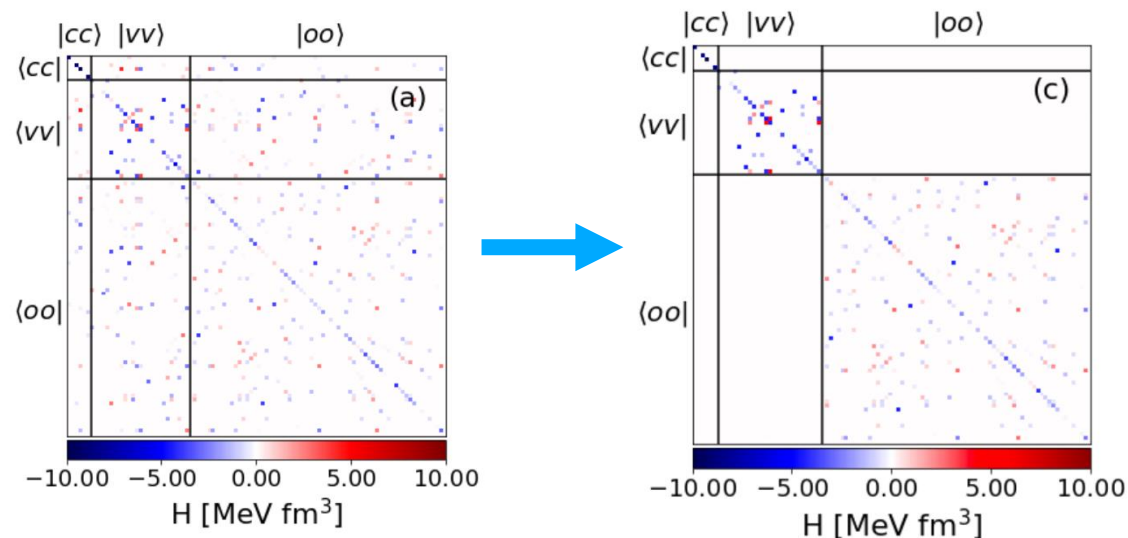 |cc⟩ |vv⟩ |oo⟩
⟨cc|
(a)
⟨vv|
⟨oo|
−10.00 −5.00 0.00 5.00 10.00
H [MeV fm³]
|cc⟩ |vv⟩ |oo⟩
⟨cc|
(c)
⟨vv|
⟨oo|
−10.00 −5.00 0.00 5.00 10.00
H [MeV fm³]